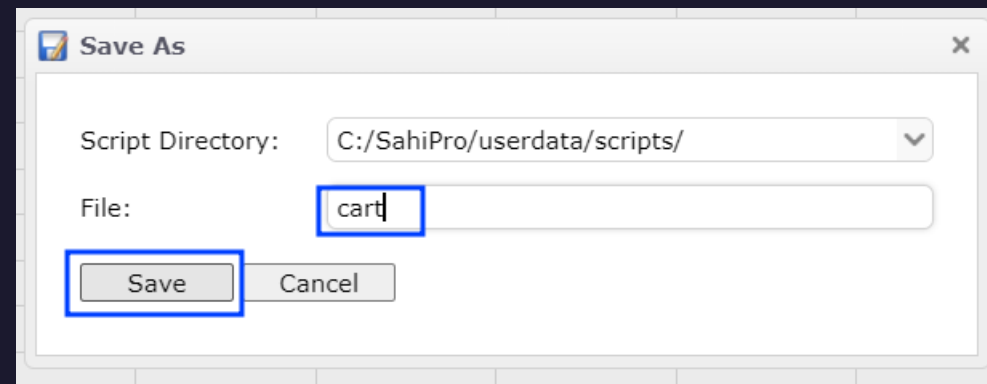 Save As
Script Directory: C:/SahiPro/userdata/scripts/
File: cart
Save Cancel